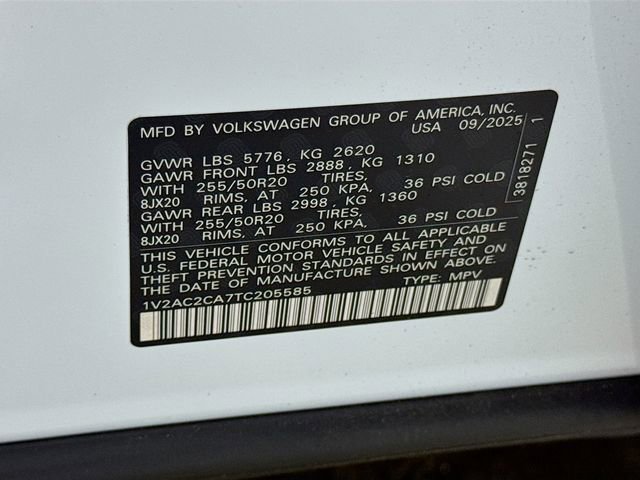 MFD BY VOLKSWAGEN GROUP OF AMERICA, INC.
USA 09/2025
GVWR LBS 5776, KG 2620
GAWR FRONT LBS 2888, KG 1310
WITH 255/50R20 TIRES,
8JX20 RIMS, AT 250 KPA, 36 PSI COLD
GAWR REAR LBS 2998, KG 1360
WITH 255/50R20 TIRES,
8JX20 RIMS, AT 250 KPA, 36 PSI COLD
THIS VEHICLE CONFORMS TO ALL APPLICABLE
U.S. FEDERAL MOTOR VEHICLE SAFETY AND
THEFT PREVENTION STANDARDS IN EFFECT ON
THE DATE OF MANUFACTURE SHOWN ABOVE.
1V2AC2CA7TC205585 TYPE: MPV
3818271 1